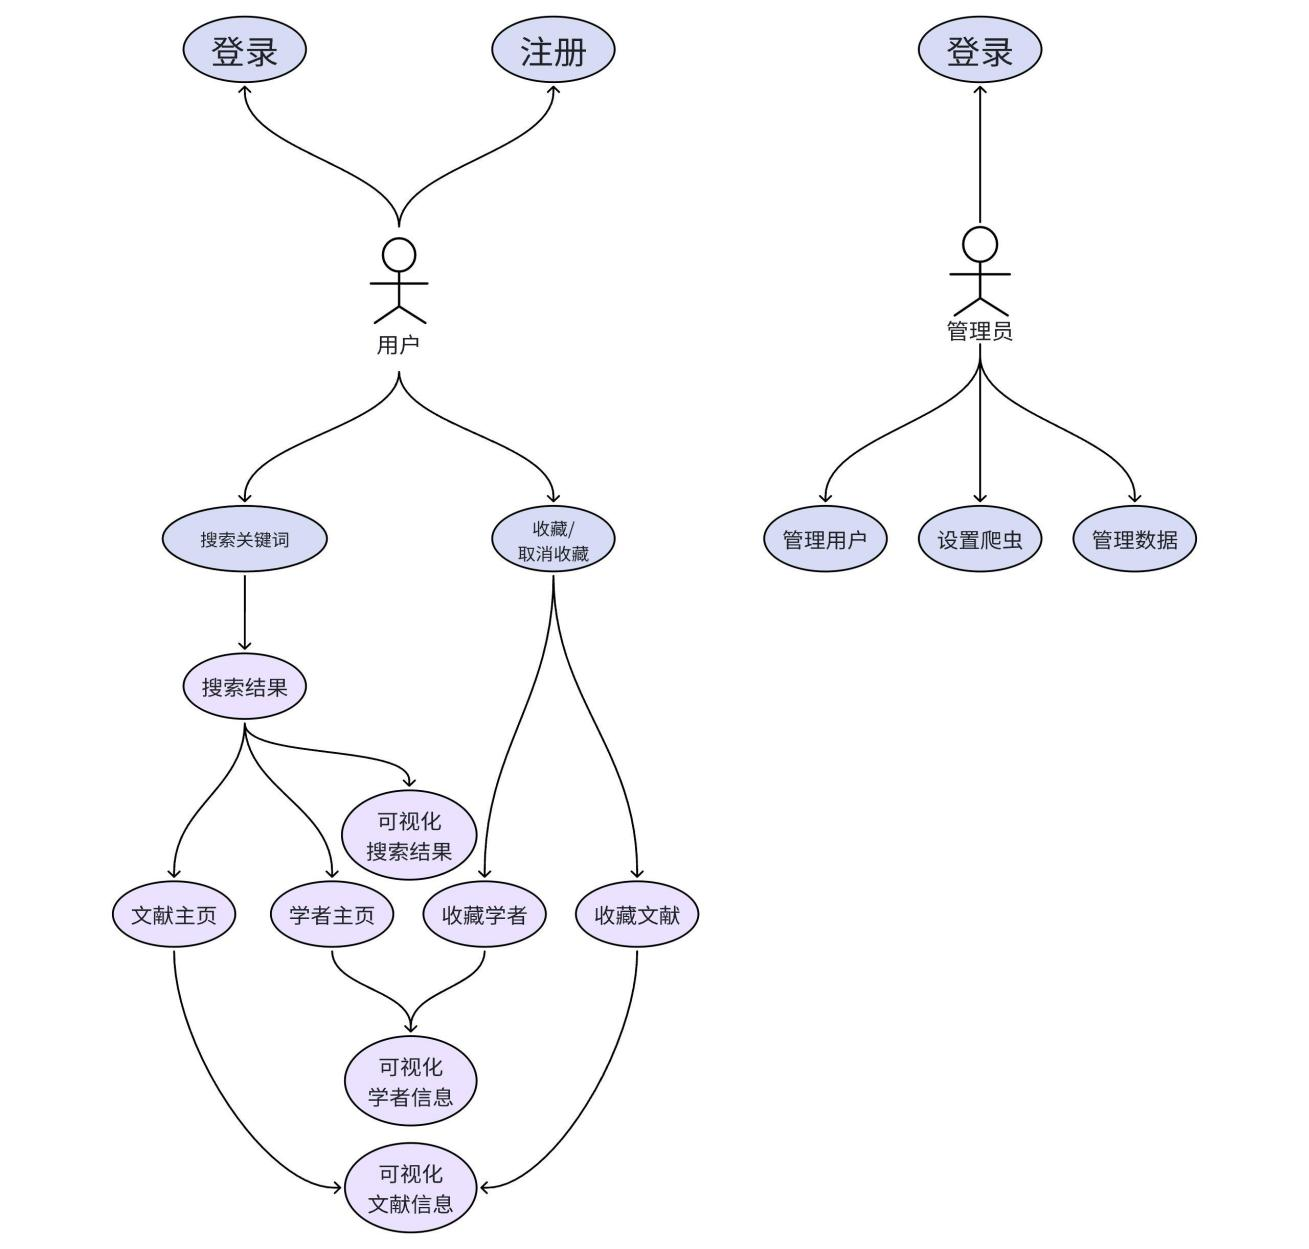 登录
注册
登录
用户
管理员
搜索关键词
收藏/
取消收藏
管理用户
设置爬虫
管理数据
搜索结果
可视化
搜索结果
文献主页
学者主页
收藏学者
收藏文献
可视化
学者信息
可视化
文献信息